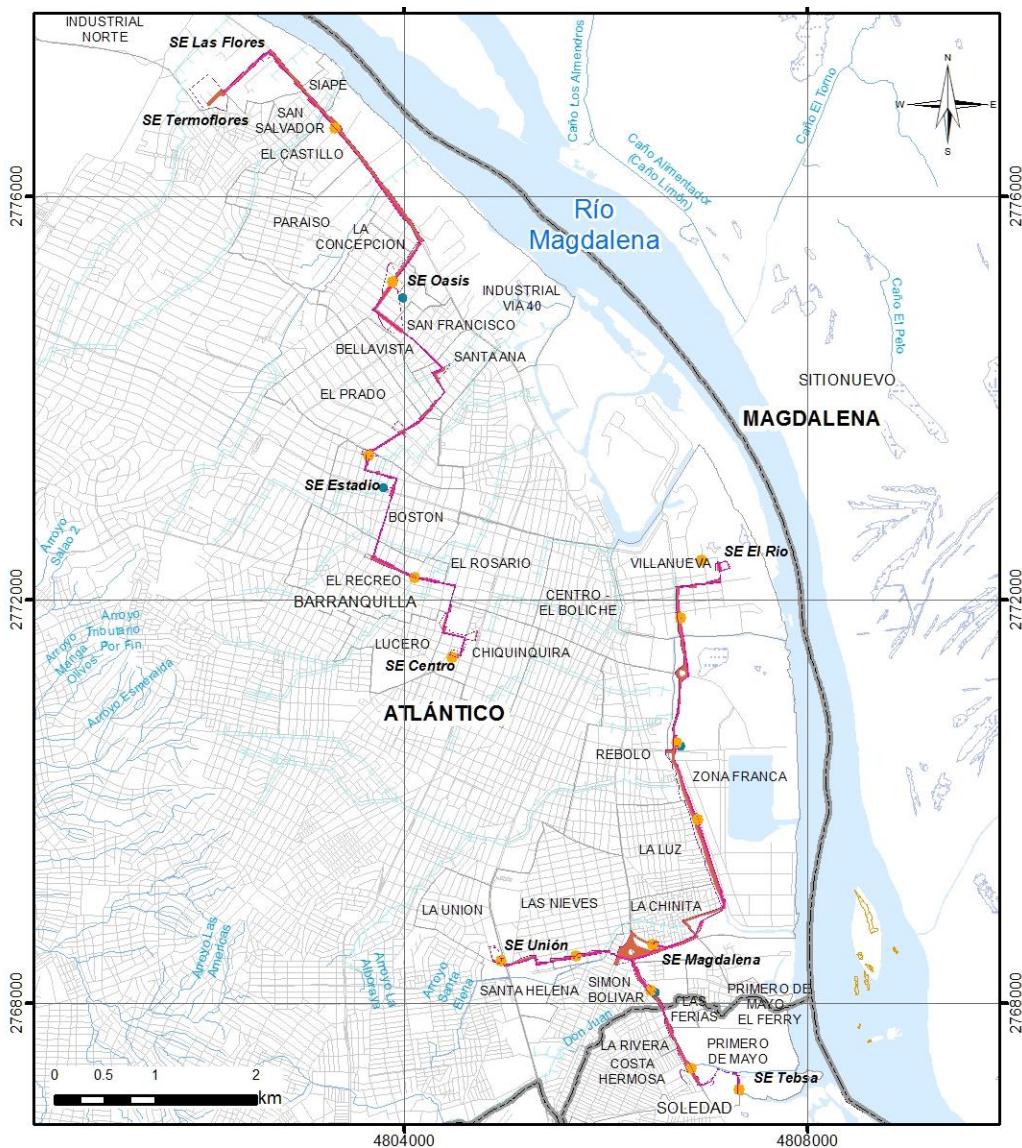 INDUSTRIAL
NORTE
SE Las Flores
SIAPE
SE Termoflores
SAN
SALVADOR
EL CASTILLO
Caño Los Almendros
Caño El Torno
Caño Alimentador
(Caño Limón)
N
W
E
S
2776000
2776000
PARAISO
LA
CONCEPCION
Río
Magdalena
SE Oasis
INDUSTRIAL
VIA 40
Caño El Pelo
SAN FRANCISCO
BELLAVISTA
SANTA ANA
EL PRADO
SITIONUEVO
MAGDALENA
SE Estadio
BOSTON
Arroyo
Salao 2
EL ROSARIO
VILLANUEVA
SE El Rio
EL RECREO
BARRANQUILLA
CENTRO -
EL BOLICHE
2772000
2772000
Arroyo
Tributario
Por Fin
Arroyo
Manga
Olivos
LUCERO
CHIQUINQUIRA
SE Centro
Arroyo Esmeralda
ATLÁNTICO
REBOLO
ZONA FRANCA
LA LUZ
LA UNION
LAS NIEVES
LA CHINITA
Arroyo Las
Americas
Arroyo La
Alboraya
Arroyo
Santa
Elena
SE Unión
SE Magdalena
SANTA HELENA
SIMON
BOLIVAR
LAS
FERIAS
PRIMERO DE
MAYO -
EL FERRY
2768000
2768000
Don Juan
LA RIVERA
COSTA
HERMOSA
PRIMERO
DE MAYO
SE Tebsa
SOLEDAD
0 0.5 1 2
km
4804000
4808000